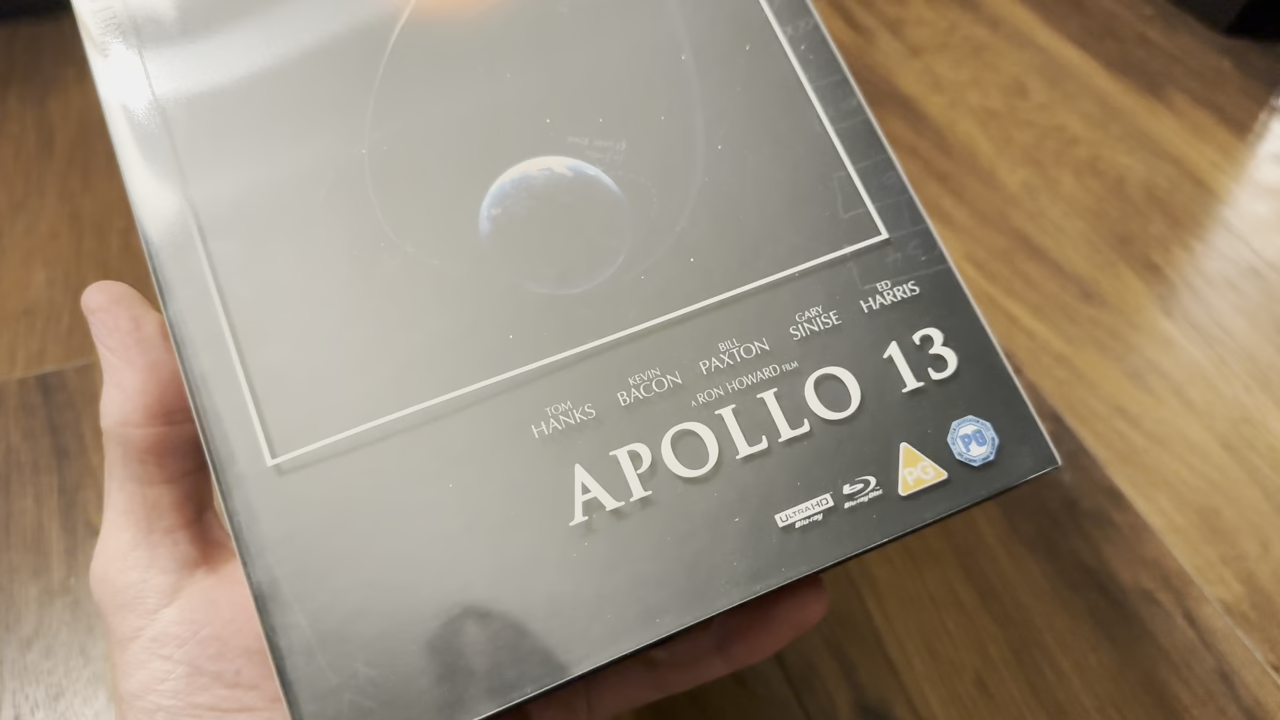 TOM HANKS
KEVIN BACON
BILL PAXTON
GARY SINISE
ED HARRIS
A RON HOWARD FILM
APOLLO 13
ULTRA HD Blu-ray
Blu-ray Disc
PG
PG